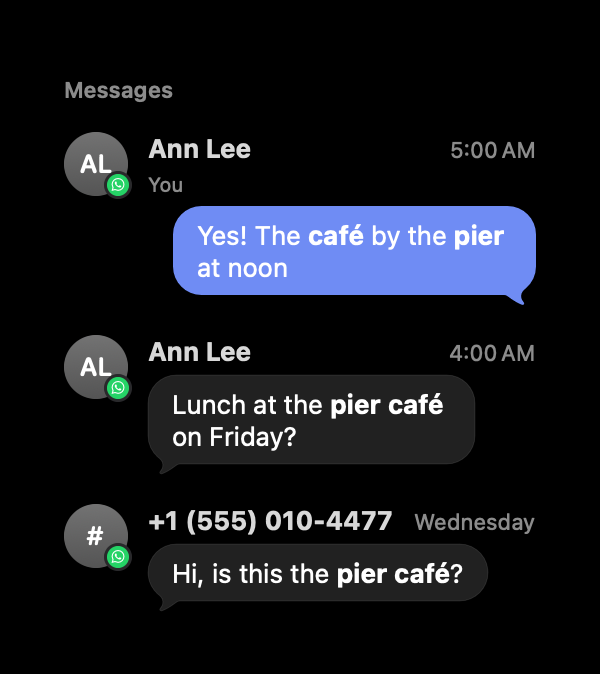 Messages
AL
Ann Lee
5:00 AM
You
Yes! The café by the pier
at noon
AL
Ann Lee
4:00 AM
Lunch at the pier café
on Friday?
#
+1 (555) 010-4477
Wednesday
Hi, is this the pier café?